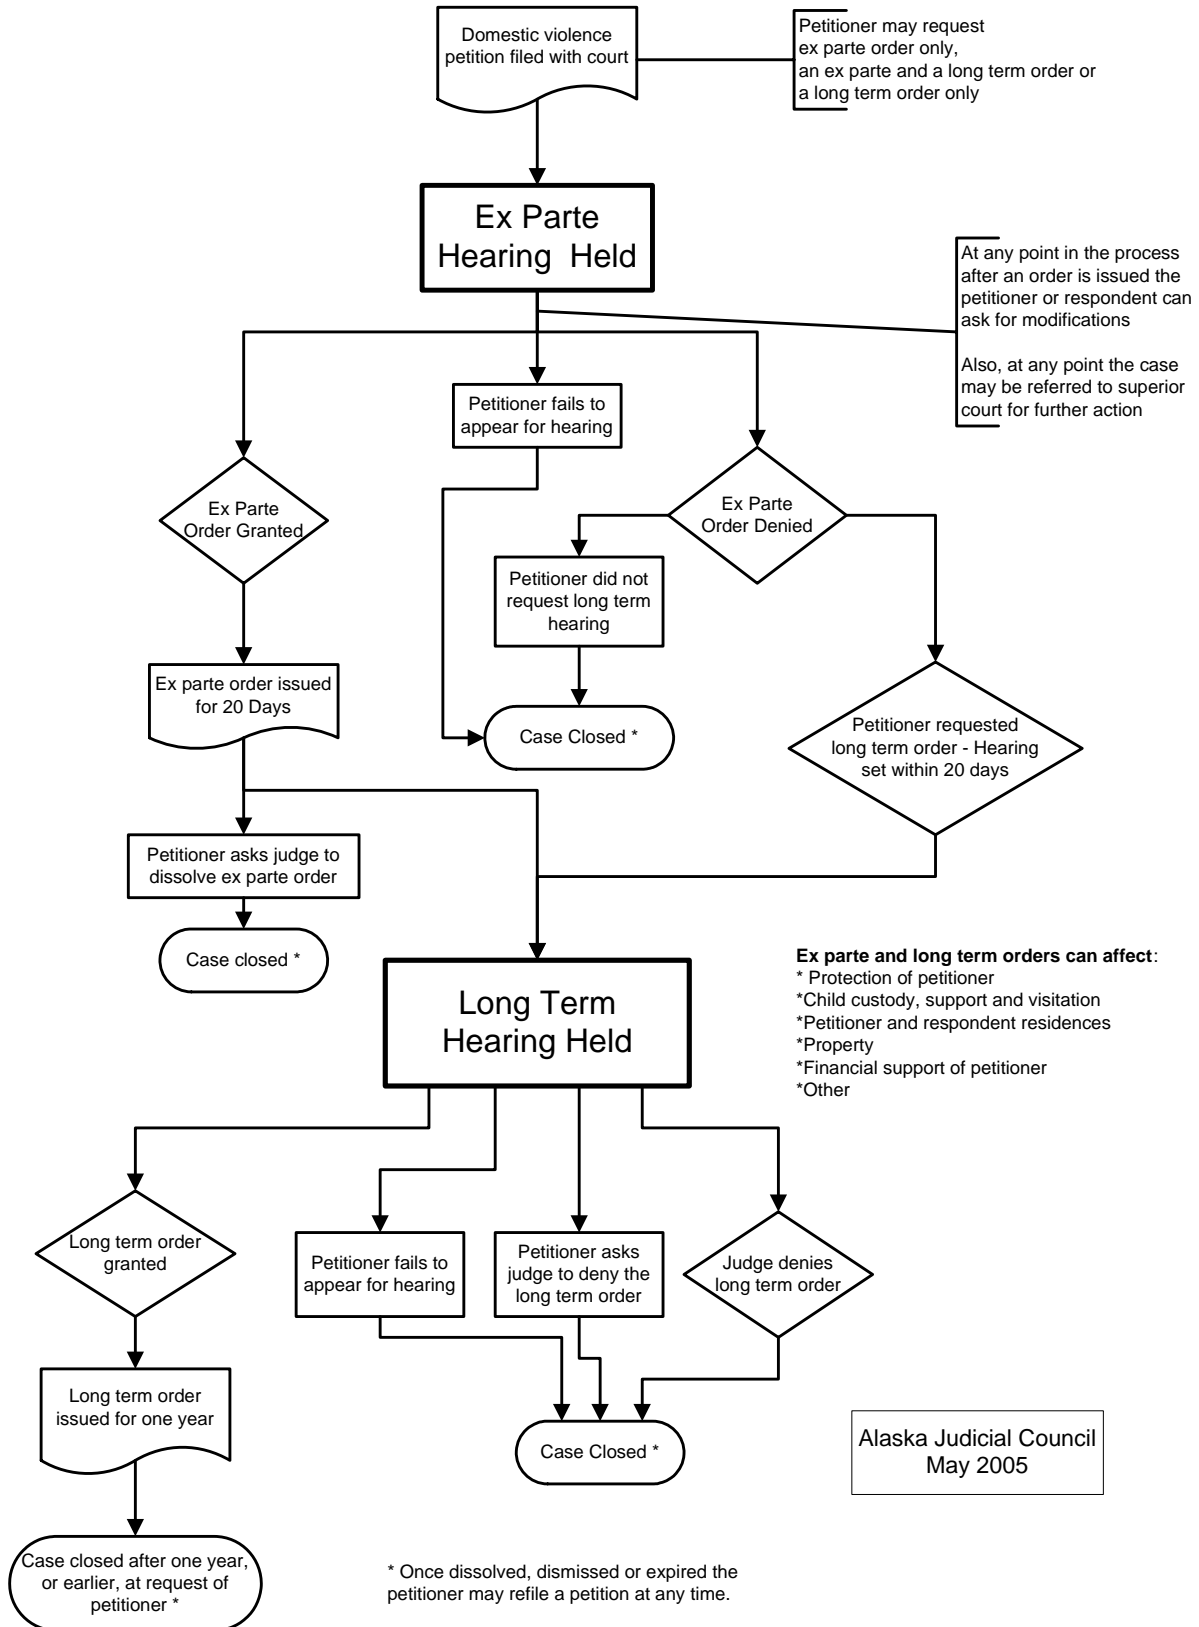 Domestic violence
petition filed with court
Petitioner may request
ex parte order only,
an ex parte and a long term order or
a long term order only
Ex Parte
Hearing Held
At any point in the process
after an order is issued the
petitioner or respondent can
ask for modifications
Also, at any point the case
may be referred to superior
court for further action
Petitioner fails to
appear for hearing
Ex Parte
Order Granted
Ex Parte
Order Denied
Petitioner did not
request long term
hearing
Ex parte order issued
for 20 Days
Case Closed *
Petitioner requested
long term order - Hearing
set within 20 days
Petitioner asks judge to
dissolve ex parte order
Case closed *
Ex parte and long term orders can affect:
* Protection of petitioner
*Child custody, support and visitation
*Petitioner and respondent residences
*Property
*Financial support of petitioner
*Other
Long Term
Hearing Held
Long term order
granted
Petitioner fails to
appear for hearing
Petitioner asks
judge to deny the
long term order
Judge denies
long term order
Long term order
issued for one year
Case Closed *
Alaska Judicial Council
May 2005
Case closed after one year,
or earlier, at request of
petitioner *
* Once dissolved, dismissed or expired the
petitioner may refile a petition at any time.